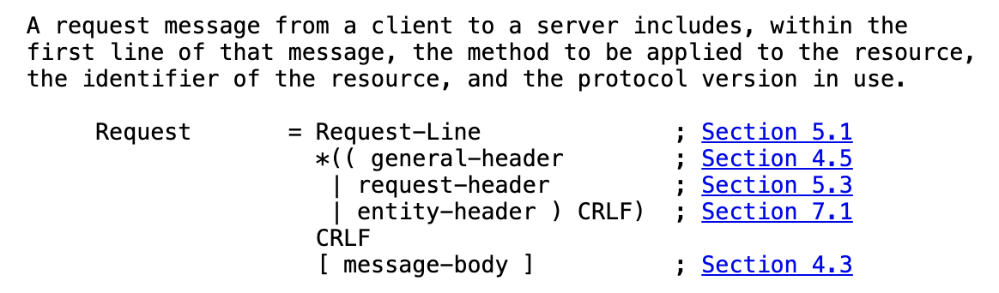 A request message from a client to a server includes, within the
first line of that message, the method to be applied to the resource,
the identifier of the resource, and the protocol version in use.

Request       = Request-Line              ; Section 5.1
                *(( general-header        ; Section 4.5
                 | request-header         ; Section 5.3
                 | entity-header ) CRLF)  ; Section 7.1
                CRLF
                [ message-body ]          ; Section 4.3